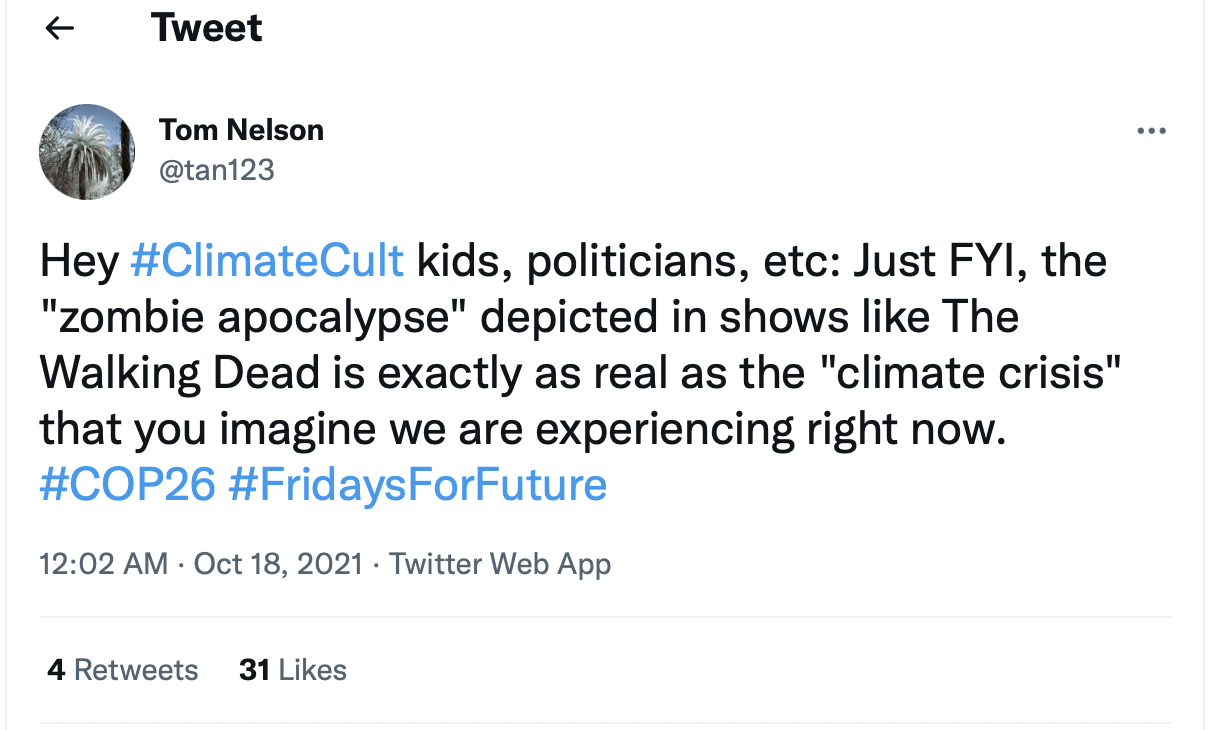 Tweet
Tom Nelson
@tan123
Hey #ClimateCult kids, politicians, etc: Just FYI, the
"zombie apocalypse" depicted in shows like The
Walking Dead is exactly as real as the "climate crisis"
that you imagine we are experiencing right now.
#COP26 #FridaysForFuture
12:02 AM · Oct 18, 2021 · Twitter Web App
4 Retweets 31 Likes